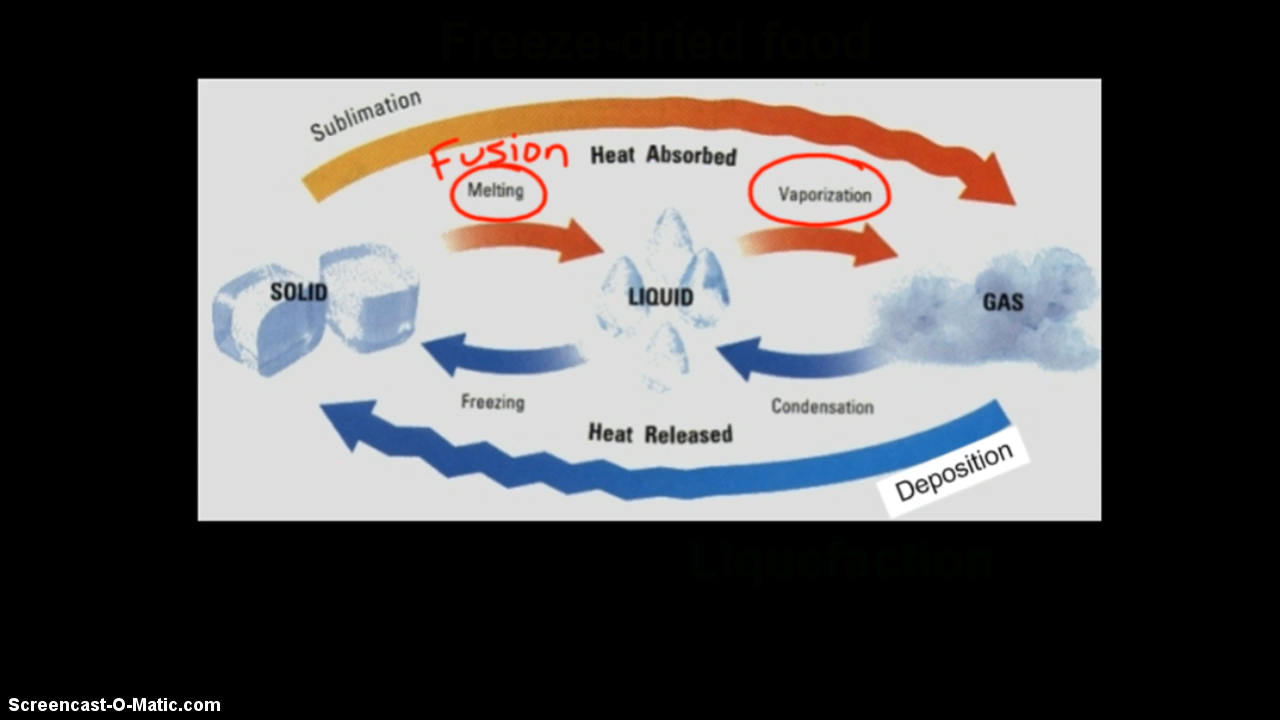 Freeze-dried food
Sublimation
Fusion
Heat Absorbed
Melting
Vaporization
SOLID
LIQUID
GAS
Freezing
Condensation
Heat Released
Deposition
Liquefaction
Screencast-O-Matic.com